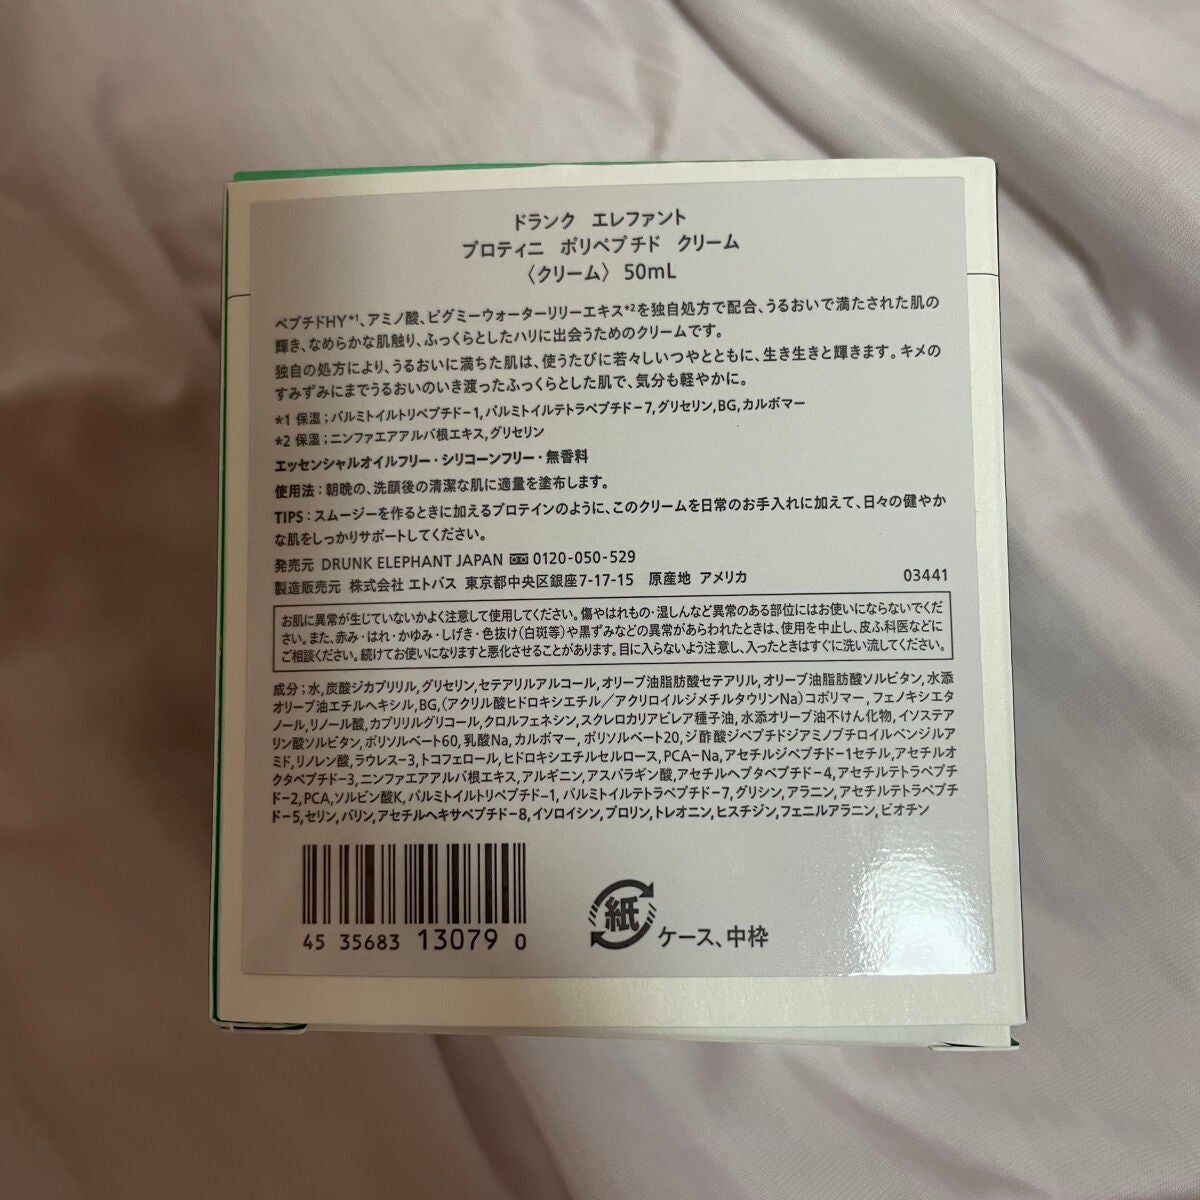 ドランク エレファント
プロティニ ポリペプチド クリーム
〈クリーム〉 50mL
ペプチドHY*1、アミノ酸、ピグミーウォーターリリーエキス*2を独自処方で配合、うるおいで満たされた肌の
輝き、なめらかな肌触り、ふっくらとしたハリに出会うためのクリームです。
独自の処方により、うるおいに満ちた肌は、使うたびに若々しいつやとともに、生き生きと輝きます。キメの
すみずみにまでうるおいのいき渡ったふっくらとした肌で、気分も軽やかに。
*1 保湿;パルミトイルトリペプチド-1,パルミトイルテトラペプチド-7,グリセリン,BG,カルボマー
*2 保湿;ニンファエアアルバ根エキス,グリセリン
エッセンシャルオイルフリー・シリコーンフリー・無香料
使用法:朝晩の、洗顔後の清潔な肌に適量を塗布します。
TIPS:スムージーを作るときに加えるプロテインのように、このクリームを日常のお手入れに加えて、日々の健やか
な肌をしっかりサポートしてください。
発売元 DRUNK ELEPHANT JAPAN 0120-050-529
製造販売元 株式会社 エトバス 東京都中央区銀座7-17-15 原産地 アメリカ 03441
お肌に異常が生じていないかよく注意して使用してください。傷やはれもの・湿しんなど異常のある部位にはお使いにならないでくだ
さい。また、赤み・はれ・かゆみ・しげき・色抜け(白斑等)や黒ずみなどの異常があらわれたときは、使用を中止し、皮ふ科医などに
ご相談ください。続けてお使いになりますと悪化させることがあります。目に入らないよう注意し、入ったときはすぐに洗い流してください。
成分;水,炭酸ジカプリリル,グリセリン,セテアリルアルコール,オリーブ油脂肪酸セテアリル,オリーブ油脂肪酸ソルビタン,水添
オリーブ油エチルヘキシル,BG,(アクリル酸ヒドロキシエチル/アクリロイルジメチルタウリンNa)コポリマー,フェノキシエタ
ノール,リノール酸,カプリリルグリコール,クロルフェネシン,スクレロカリアビレア種子油,水添オリーブ油不けん化物,イソステア
リン酸ソルビタン,ポリソルベート60,乳酸Na,カルボマー,ポリソルベート20,ジ酢酸ジペプチドジアミノブチロイルベンジルア
ミド,リノレン酸,ラウレス-3,トコフェロール,ヒドロキシエチルセルロース,PCA-Na,アセチルジペプチド-1セチル,アセチルオ
クタペプチド-3,ニンファエアアルバ根エキス,アルギニン,アスパラギン酸,アセチルヘプタペプチド-4,アセチルテトラペプチ
ド-2,PCA,ソルビン酸K,パルミトイルトリペプチド-1,パルミトイルテトラペプチド-7,グリシン,アラニン,アセチルテトラペプチ
ド-5,セリン,バリン,アセチルヘキサペプチド-8,イソロイシン,プロリン,トレオニン,ヒスチジン,フェニルアラニン,ビオチン
45 35683 13079 0
紙 ケース、中枠